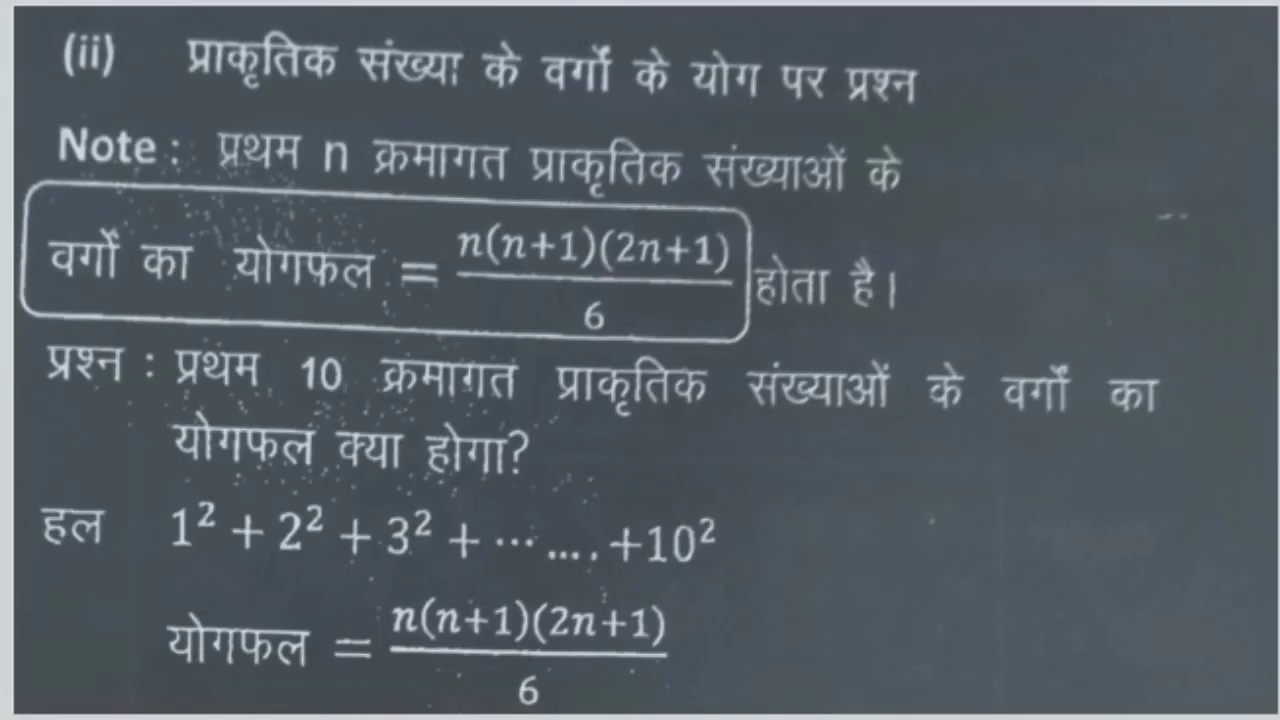 (ii) प्राकृतिक संख्या के वर्गों के योग पर प्रश्न
Note : प्रथम n क्रमागत प्राकृतिक संख्याओं के
वर्गों का योगफल = n(n+1)(2n+1)/6 होता है।
प्रश्न : प्रथम 10 क्रमागत प्राकृतिक संख्याओं के वर्गों का
योगफल क्या होगा?
हल 1² + 2² + 3² + ⋯ .... +10²
योगफल = n(n+1)(2n+1)/6